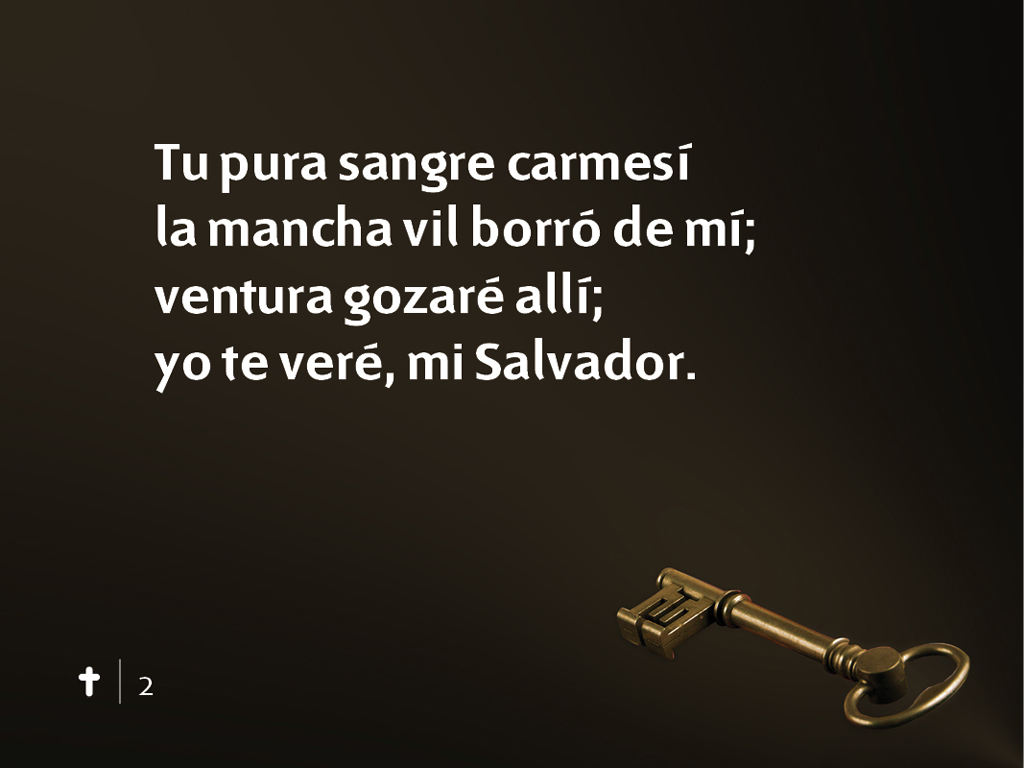 Tu pura sangre carmesí
la mancha vil borró de mí;
ventura gozaré allí;
yo te veré, mi Salvador.
2